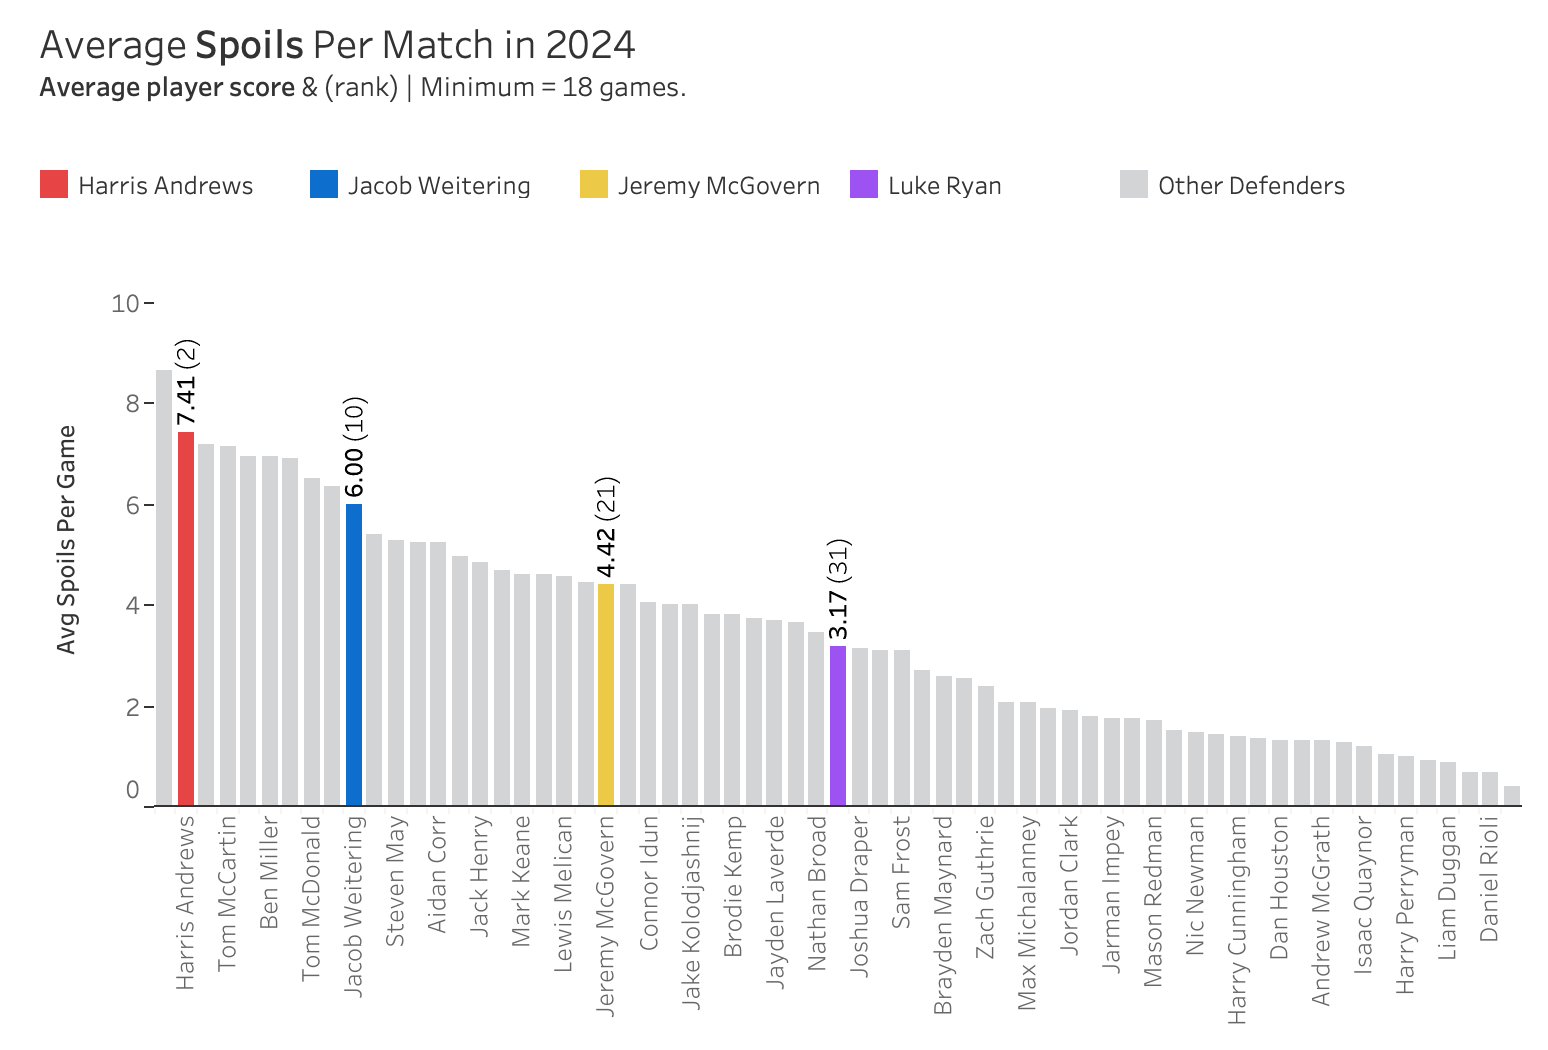 Average Spoils Per Match in 2024
Average player score & (rank) | Minimum = 18 games.
Harris Andrews
Jacob Weitering
Jeremy McGovern
Luke Ryan
Other Defenders
Avg Spoils Per Game
10
8
6
4
2
0
7.41 (2)
6.00 (10)
4.42 (21)
3.17 (31)
Harris Andrews
Tom McCartin
Ben Miller
Tom McDonald
Jacob Weitering
Steven May
Aidan Corr
Jack Henry
Mark Keane
Lewis Melican
Jeremy McGovern
Connor Idun
Jake Kolodjashnij
Brodie Kemp
Jayden Laverde
Nathan Broad
Joshua Draper
Sam Frost
Brayden Maynard
Zach Guthrie
Max Michalanney
Jordan Clark
Jarman Impey
Mason Redman
Nic Newman
Harry Cunningham
Dan Houston
Andrew McGrath
Isaac Quaynor
Harry Perryman
Liam Duggan
Daniel Rioli